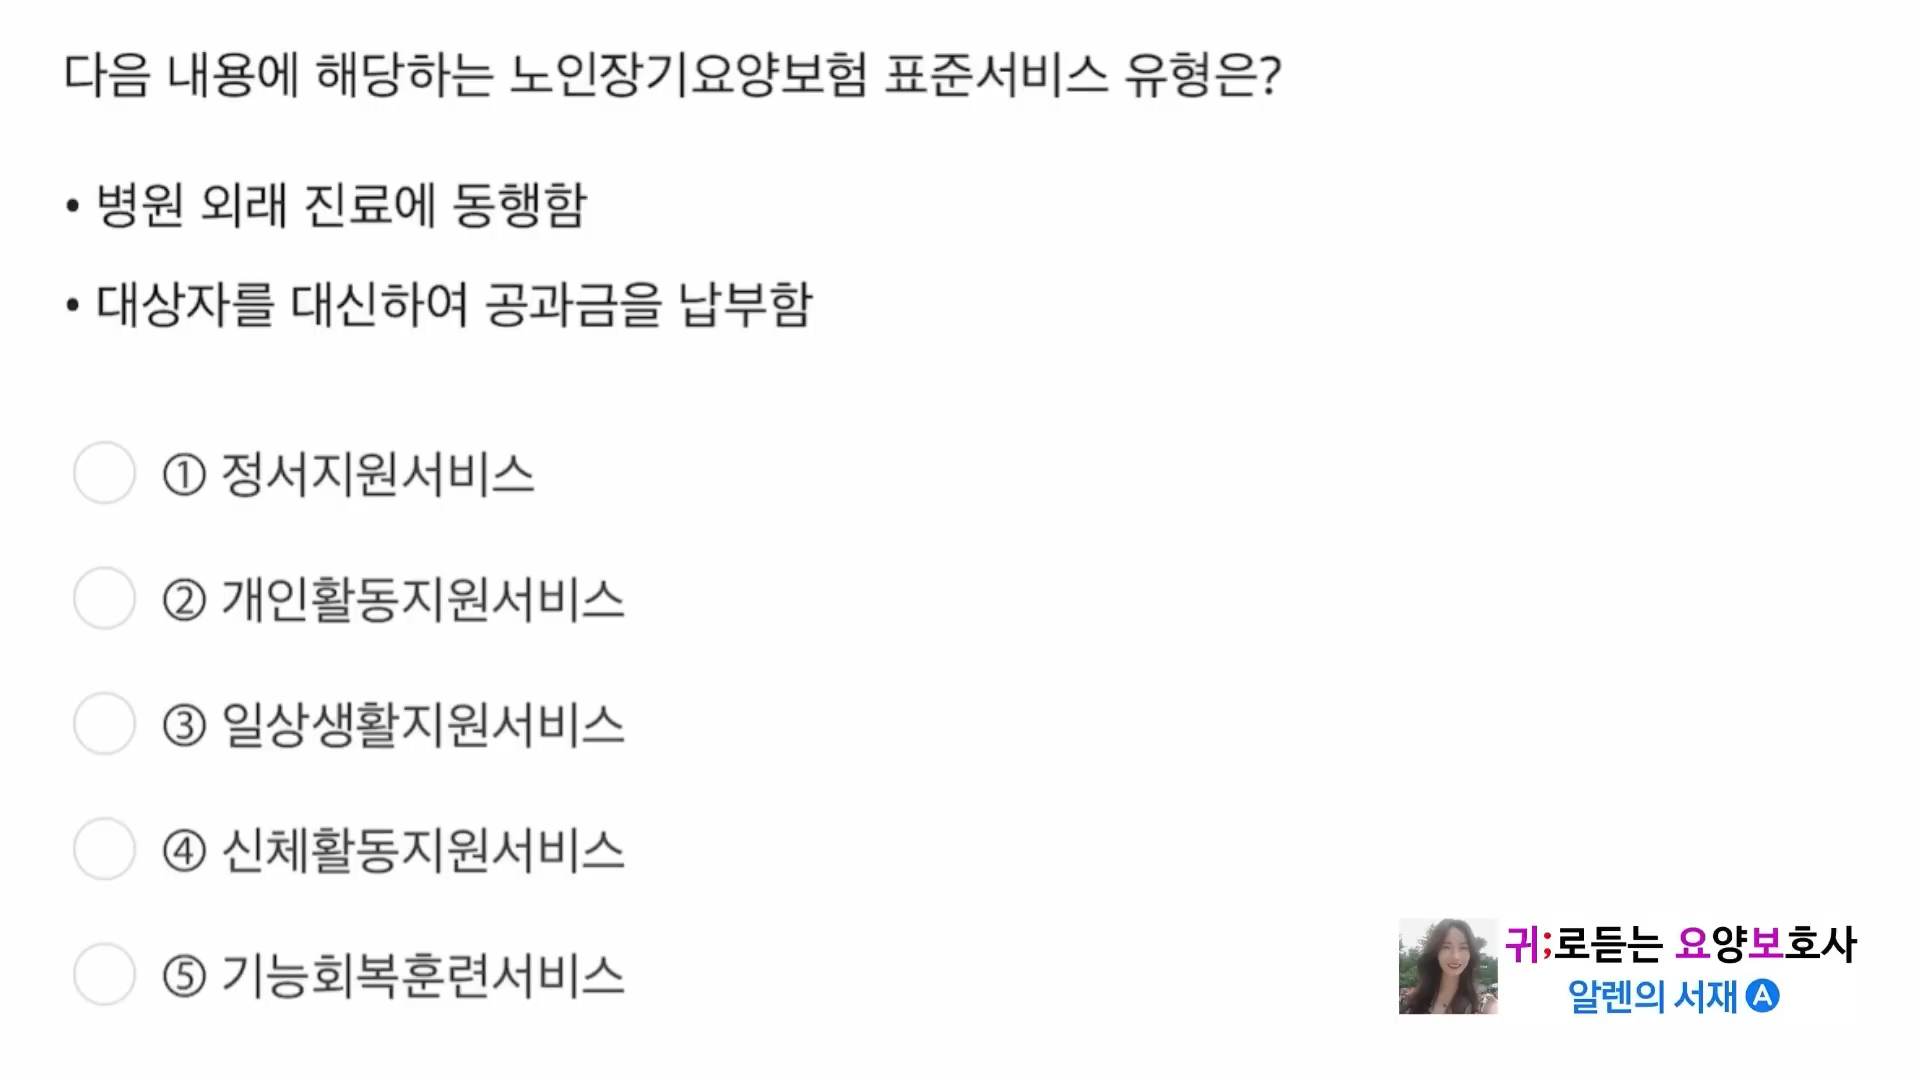 다음 내용에 해당하는 노인장기요양보험 표준서비스 유형은?
• 병원 외래 진료에 동행함
• 대상자를 대신하여 공과금을 납부함
① 정서지원서비스
② 개인활동지원서비스
③ 일상생활지원서비스
④ 신체활동지원서비스
⑤ 기능회복훈련서비스
귀;로듣는 요양보호사
알렌의 서재 A